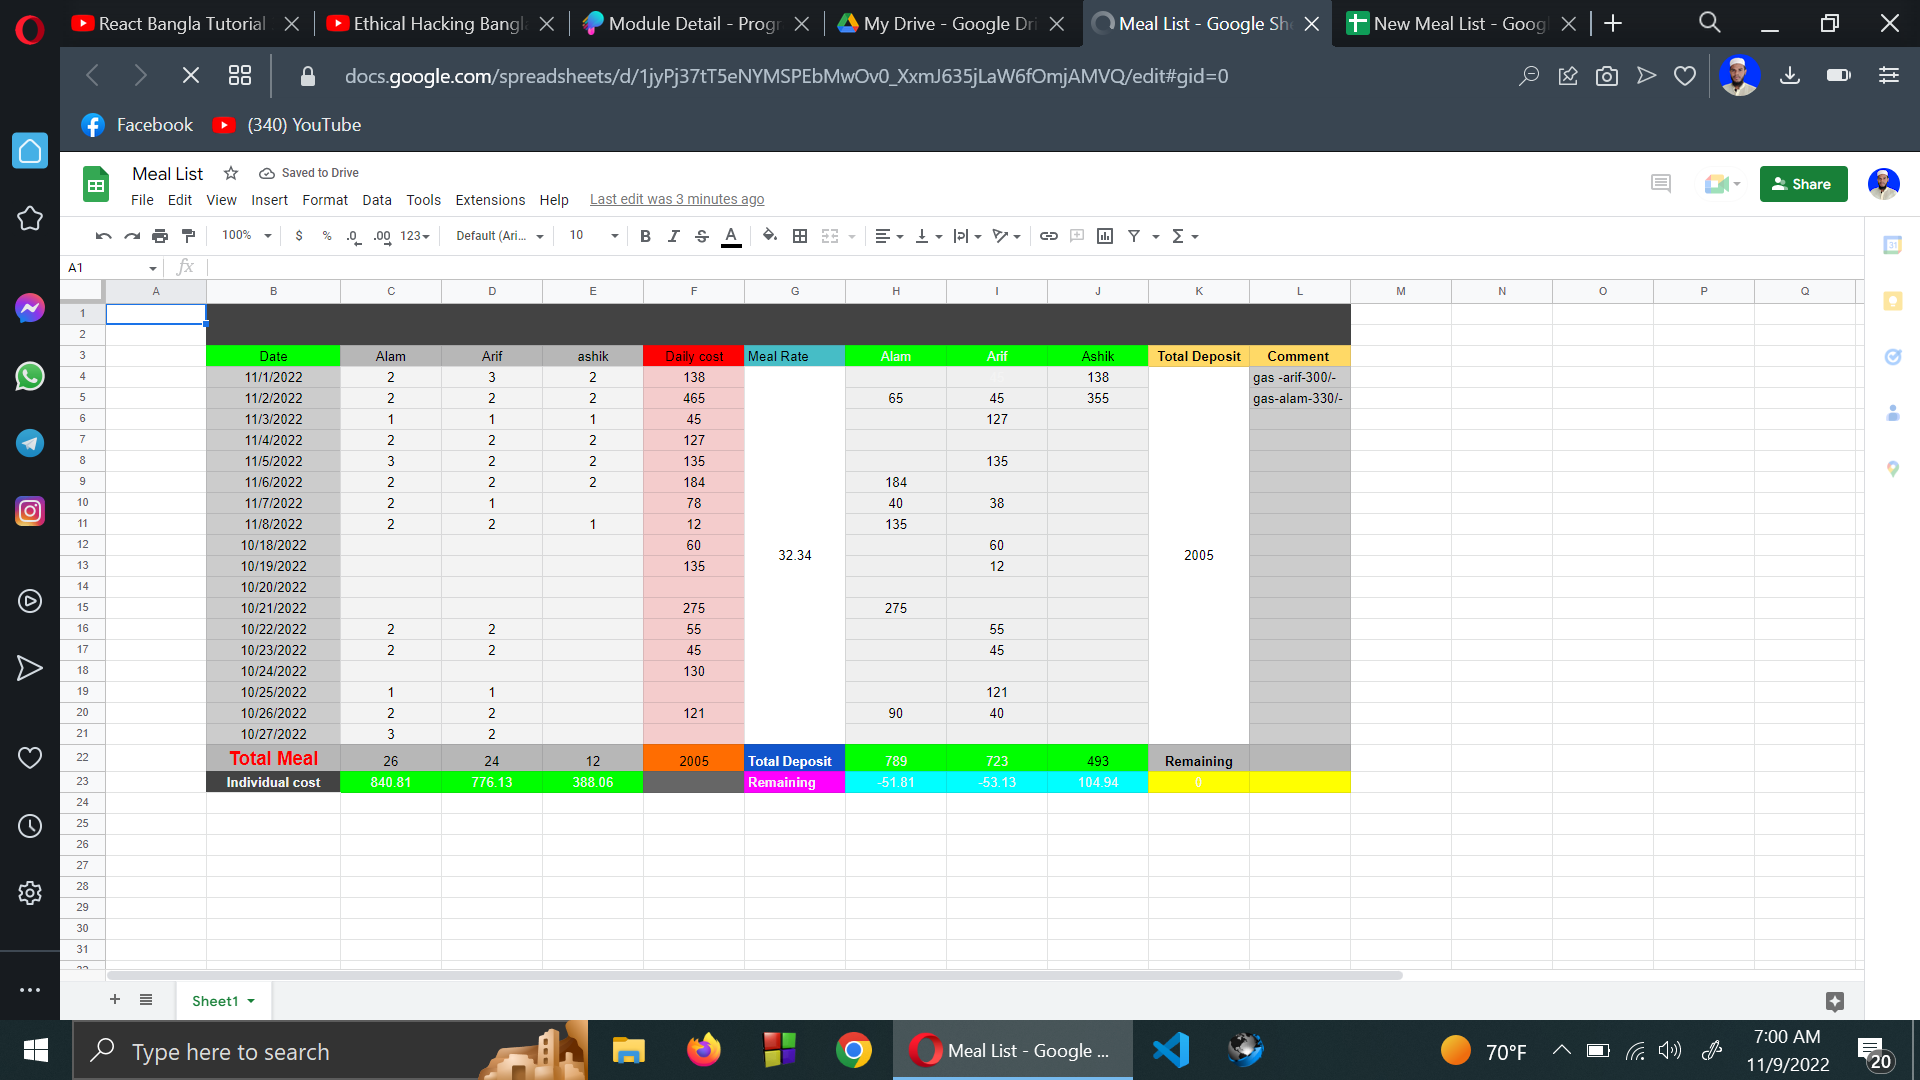 React Bangla Tutorial
Ethical Hacking Bangla
Module Detail - Progr
My Drive - Google Dri
Meal List - Google She
New Meal List - Googl
docs.google.com/spreadsheets/d/1jyPj37tT5eNYMSPEbMwOv0_XxmJ635jLaW6fOmjAMVQ/edit#gid=0
Facebook (340) YouTube
Meal List Saved to Drive
File Edit View Insert Format Data Tools Extensions Help Last edit was 3 minutes ago
Share
100% $ % .0 .00 123 Default (Ari... 10 B I S A Σ
A1 fx
A B C D E F G H I J K L M N O P Q
1
2
3 Date Alam Arif ashik Daily cost Meal Rate Alam Arif Ashik Total Deposit Comment
4 11/1/2022 2 3 2 138 138 gas -arif-300/-
5 11/2/2022 2 2 2 465 65 45 355 gas-alam-330/-
6 11/3/2022 1 1 1 45 127
7 11/4/2022 2 2 2 127
8 11/5/2022 3 2 2 135 135
9 11/6/2022 2 2 2 184 184
10 11/7/2022 2 1 78 40 38
11 11/8/2022 2 2 1 12 135
12 10/18/2022 60 32.34 60 2005
13 10/19/2022 135 12
14 10/20/2022
15 10/21/2022 275 275
16 10/22/2022 2 2 55 55
17 10/23/2022 2 2 45 45
18 10/24/2022 130
19 10/25/2022 1 1 121
20 10/26/2022 2 2 121 90 40
21 10/27/2022 3 2
22 Total Meal 26 24 12 2005 Total Deposit 789 723 493 Remaining
23 Individual cost 840.81 776.13 388.06 Remaining -51.81 -53.13 104.94 0
24
25
26
27
28
29
30
31
Sheet1
31
Type here to search
Meal List - Google ...
70°F
7:00 AM
11/9/2022
20